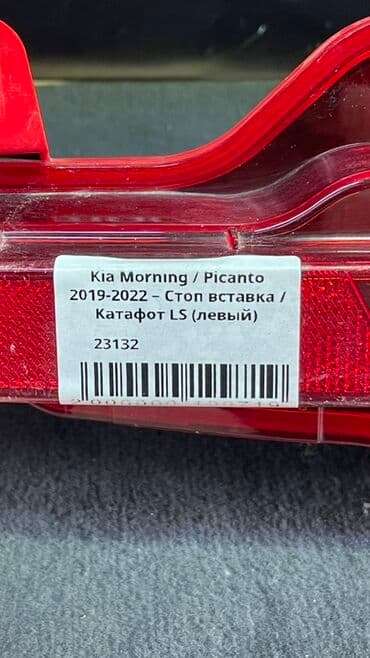 Kia Morning / Picanto
2019-2022 – Стоп вставка /
Катафот LS (левый)
23132